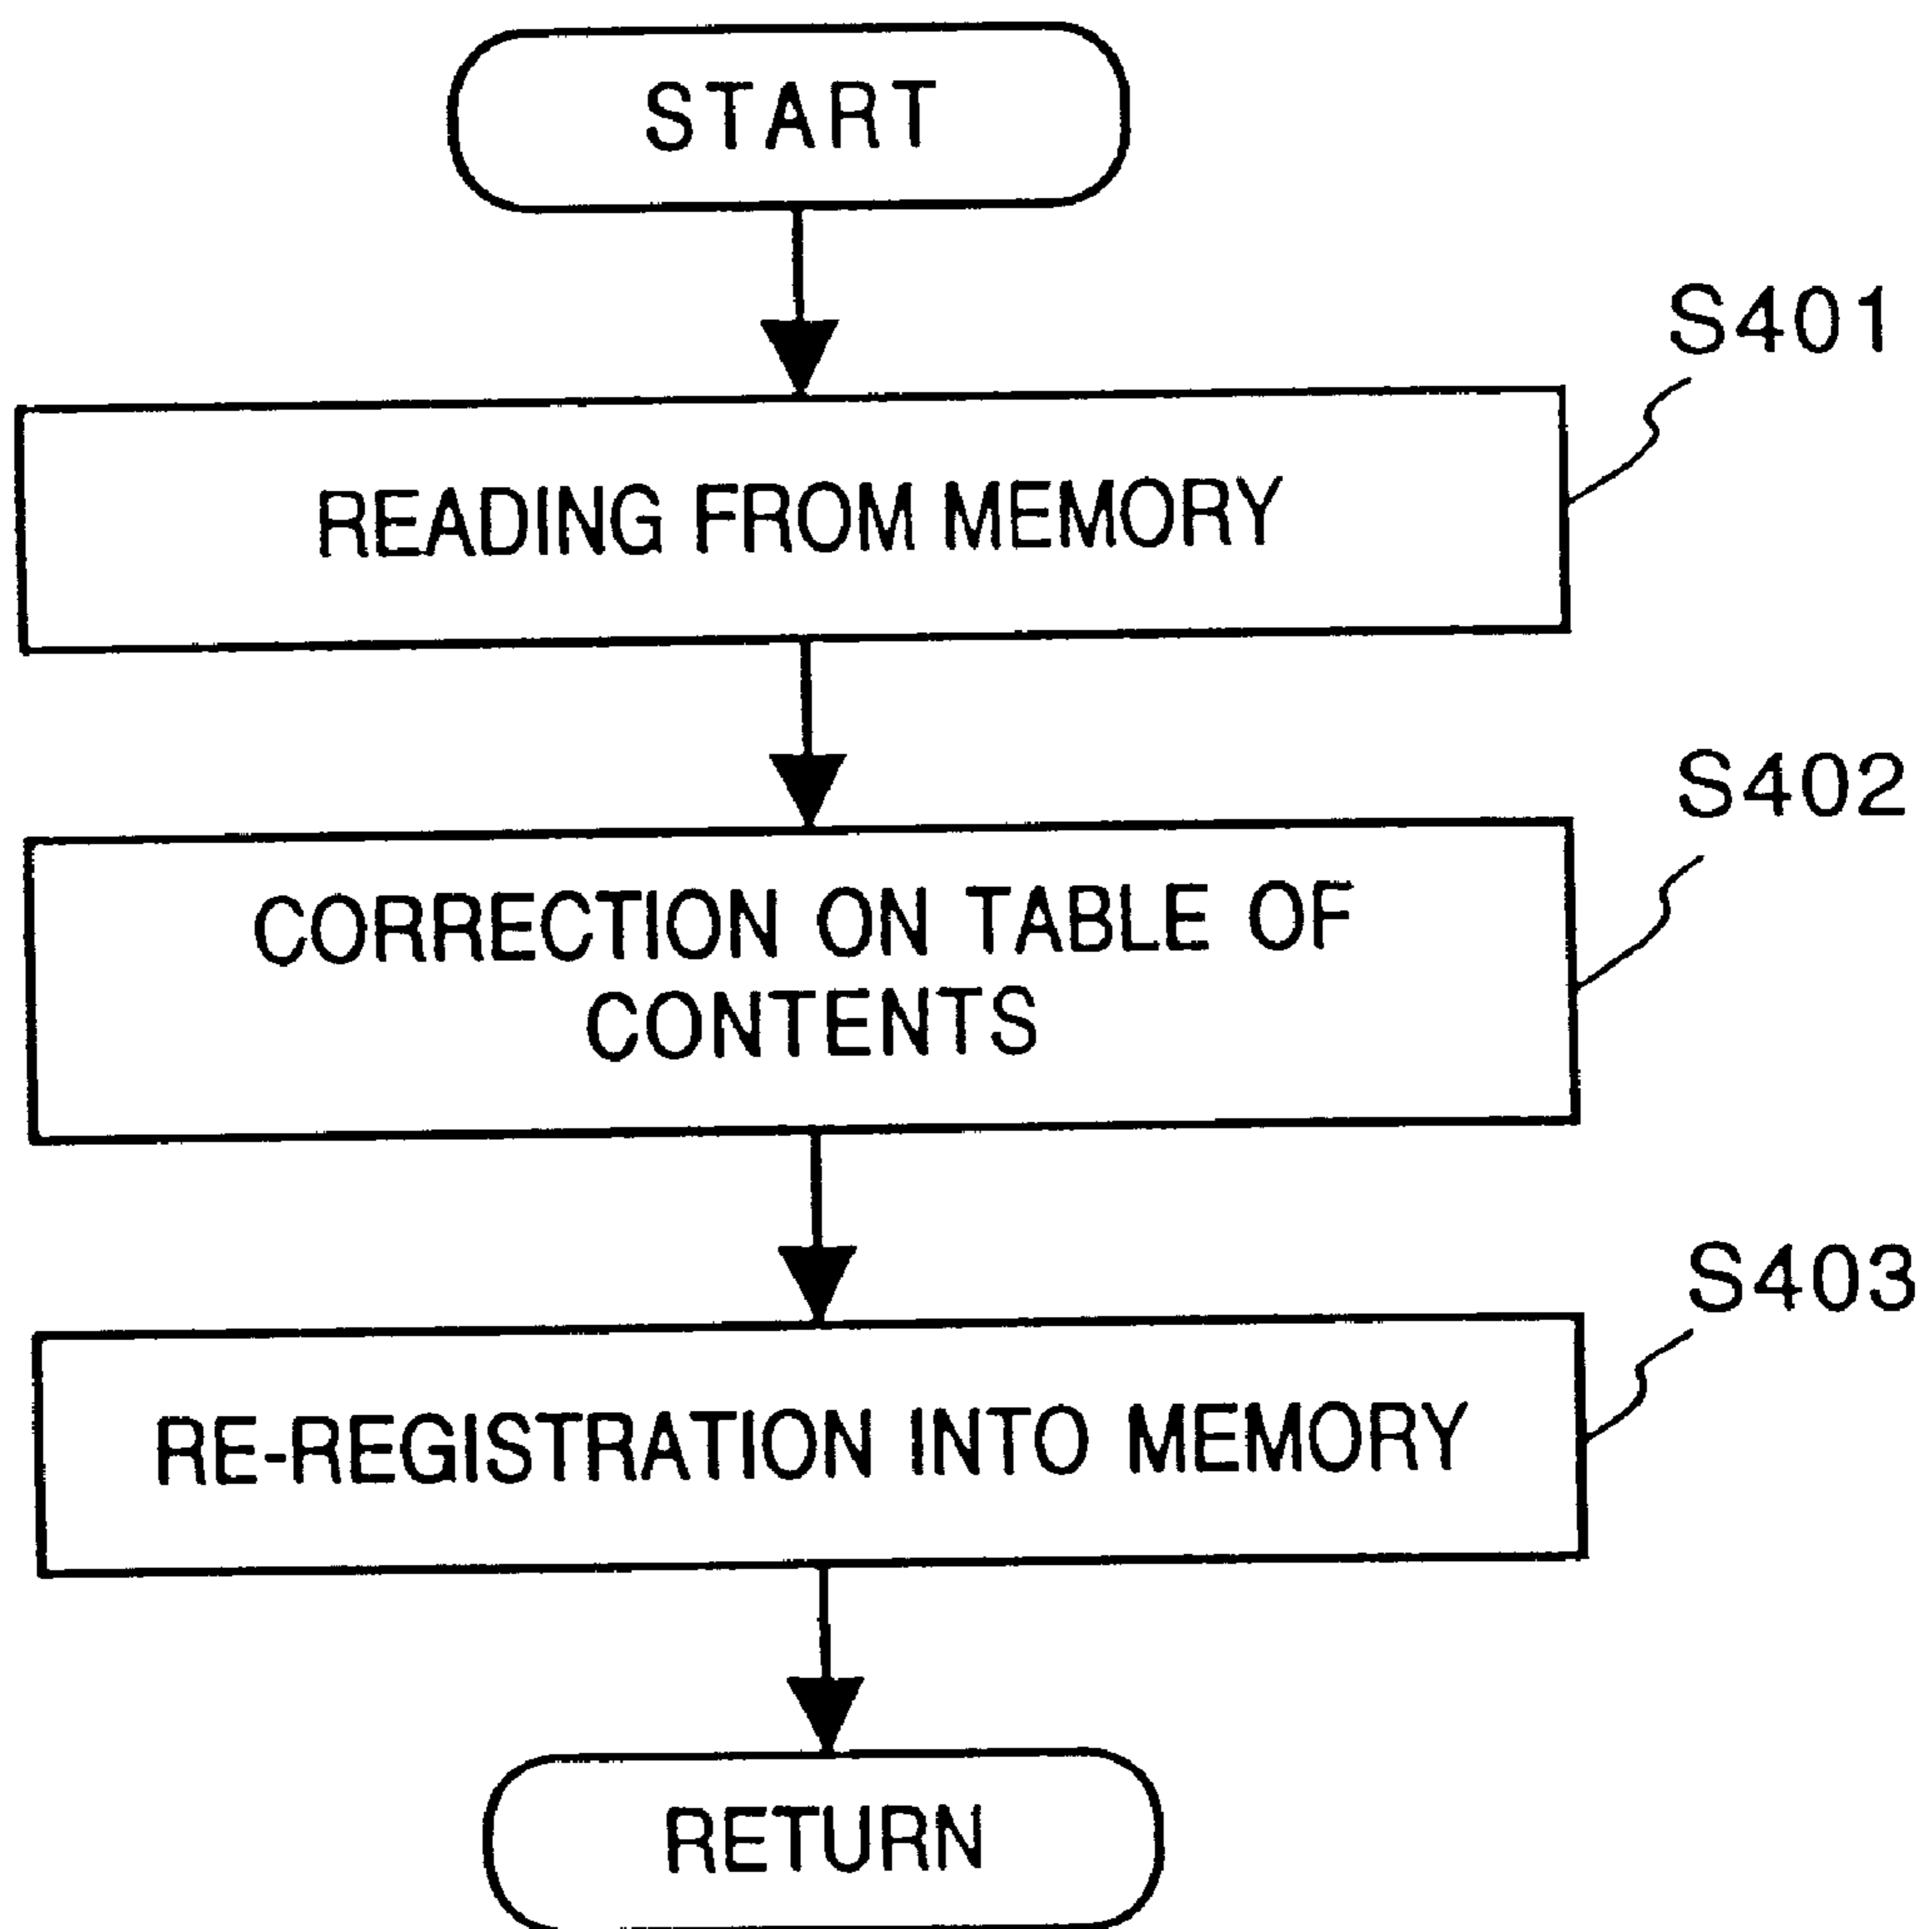 START
S401
READING FROM MEMORY
S402
CORRECTION ON TABLE OF
CONTENTS
S403
RE-REGISTRATION INTO MEMORY
RETURN